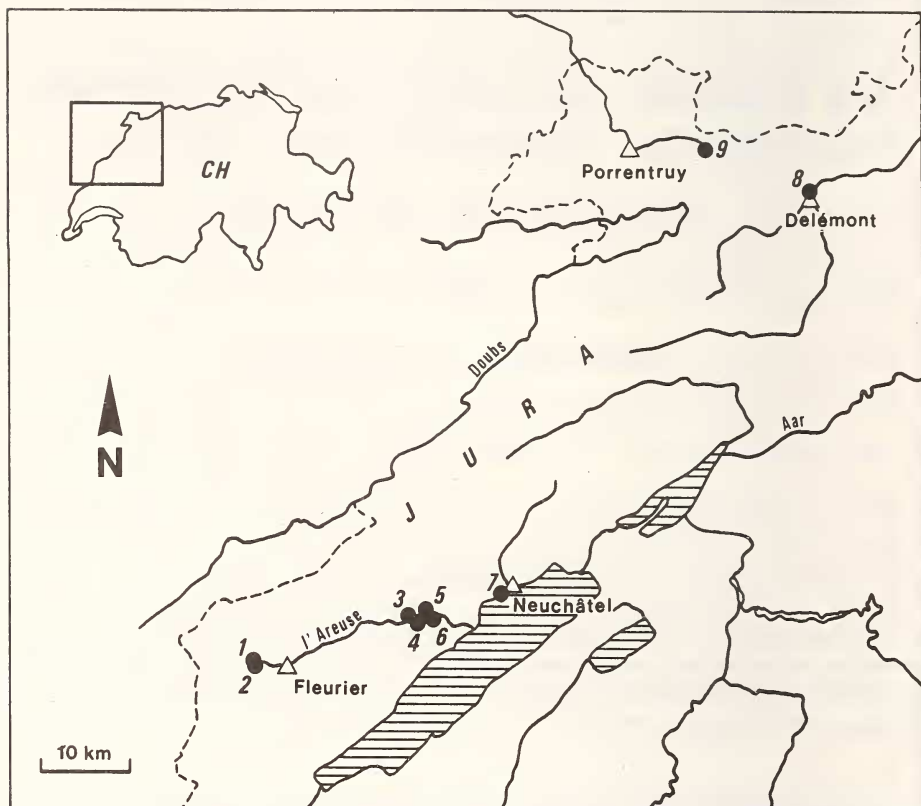 CH
9
Porrentruy
8
Delémont
Doubs
JURA
Aar
N
7
Neuchâtel
3
5
4
6
l'Areuse
1
2
Fleurier
10 km